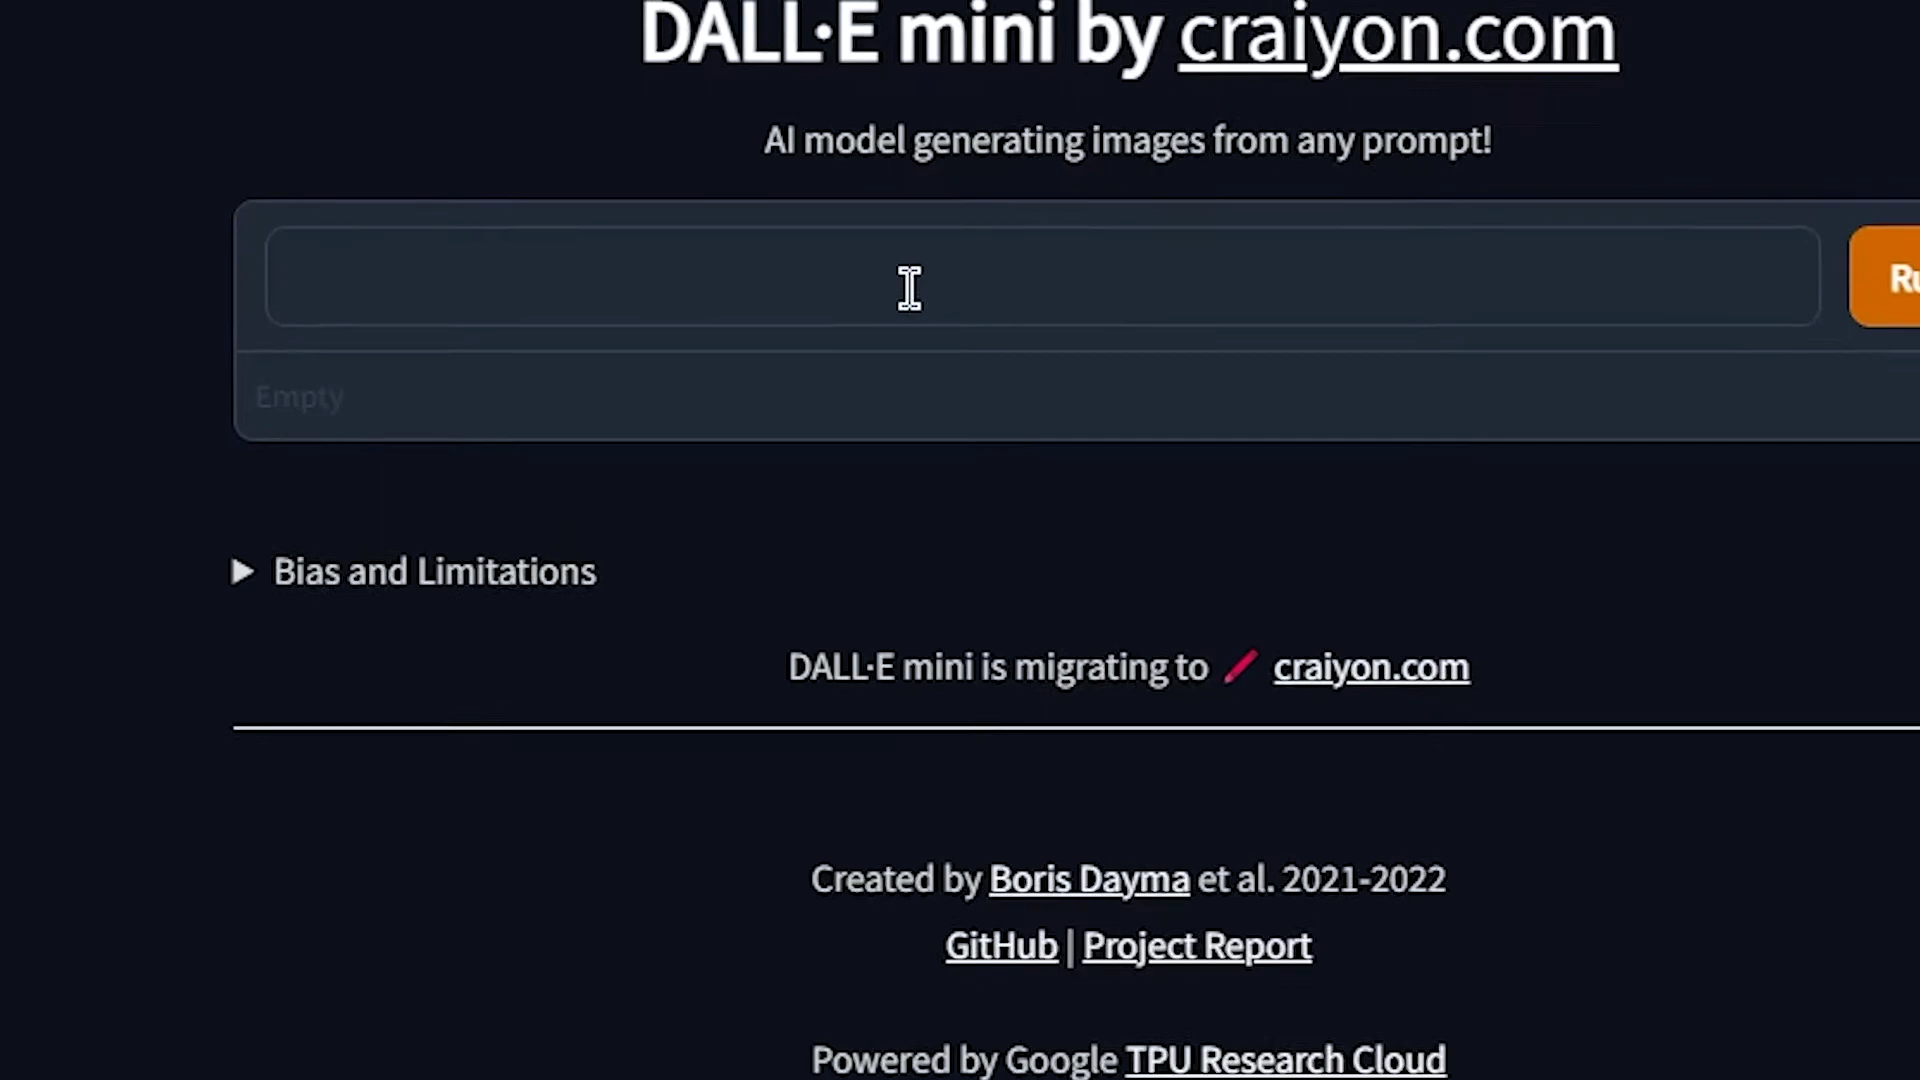 DALL·E mini by craiyon.com
AI model generating images from any prompt!
Ru
Empty
Bias and Limitations
DALL·E mini is migrating to craiyon.com
Created by Boris Dayma et al. 2021-2022
GitHub | Project Report
Powered by Google TPU Research Cloud